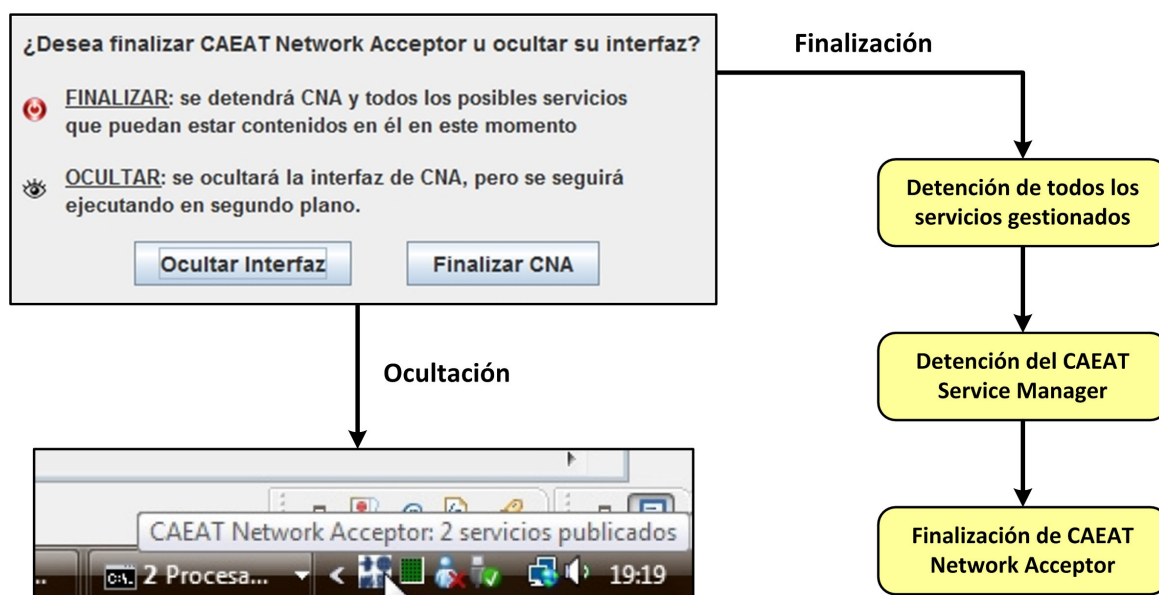 ¿Desea finalizar CAEAT Network Acceptor u ocultar su interfaz?
FINALIZAR: se detendrá CNA y todos los posibles servicios
que puedan estar contenidos en él en este momento
OCULTAR: se ocultará la interfaz de CNA, pero se seguirá
ejecutando en segundo plano.
Ocultar Interfaz
Finalizar CNA
Finalización
Detención de todos los
servicios gestionados
Detención del CAEAT
Service Manager
Finalización de CAEAT
Network Acceptor
Ocultación
CAEAT Network Acceptor: 2 servicios publicados
..
C:\.
2 Procesa...
<
19:19